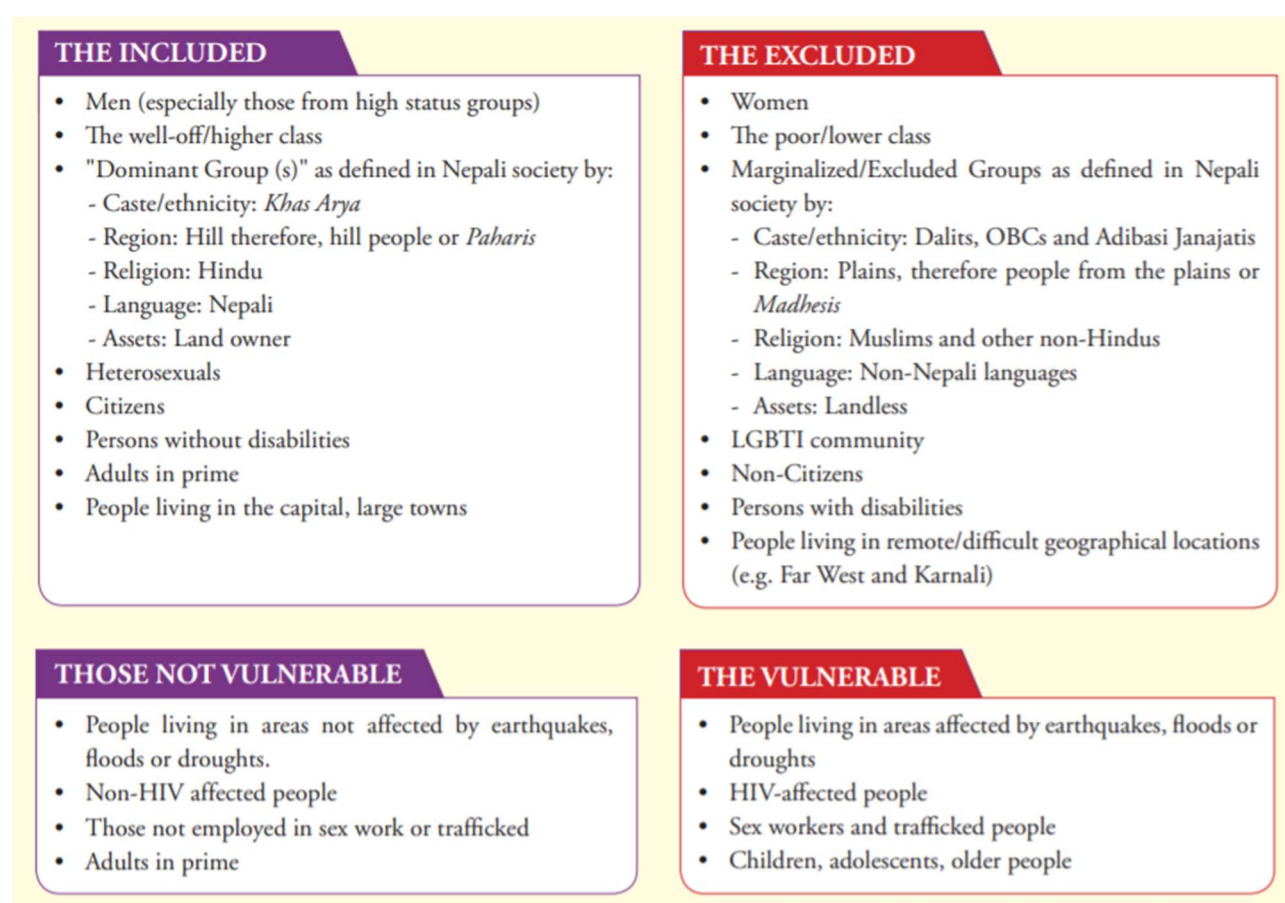 THE INCLUDED
• Men (especially those from high status groups)
• The well-off/higher class
• "Dominant Group (s)" as defined in Nepali society by:
- Caste/ethnicity: Khas Arya
- Region: Hill therefore, hill people or Paharis
- Religion: Hindu
- Language: Nepali
- Assets: Land owner
• Heterosexuals
• Citizens
• Persons without disabilities
• Adults in prime
• People living in the capital, large towns
THE EXCLUDED
• Women
• The poor/lower class
• Marginalized/Excluded Groups as defined in Nepali
society by:
- Caste/ethnicity: Dalits, OBCs and Adibasi Janajatis
- Region: Plains, therefore people from the plains or
Madhesis
- Religion: Muslims and other non-Hindus
- Language: Non-Nepali languages
- Assets: Landless
• LGBTI community
• Non-Citizens
• Persons with disabilities
• People living in remote/difficult geographical locations
(e.g. Far West and Karnali)
THOSE NOT VULNERABLE
• People living in areas not affected by earthquakes,
floods or droughts.
• Non-HIV affected people
• Those not employed in sex work or trafficked
• Adults in prime
THE VULNERABLE
• People living in areas affected by earthquakes, floods or
droughts
• HIV-affected people
• Sex workers and trafficked people
• Children, adolescents, older people